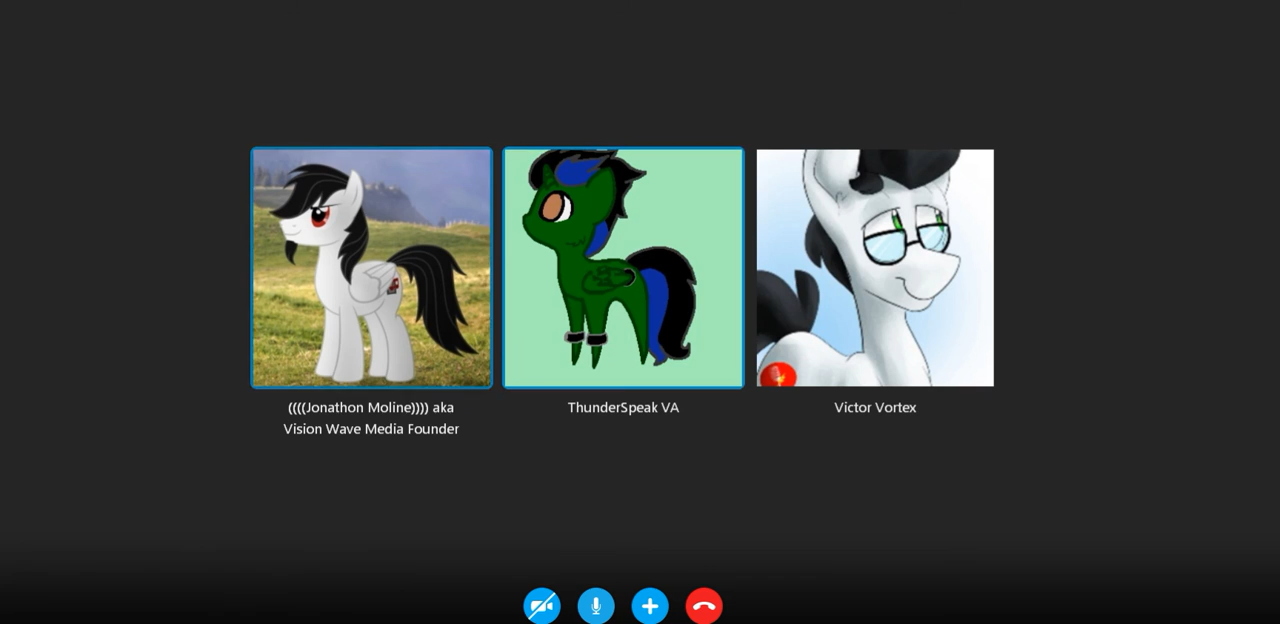 ((((Jonathon Moline)))) aka
Vision Wave Media Founder
ThunderSpeak VA
Victor Vortex